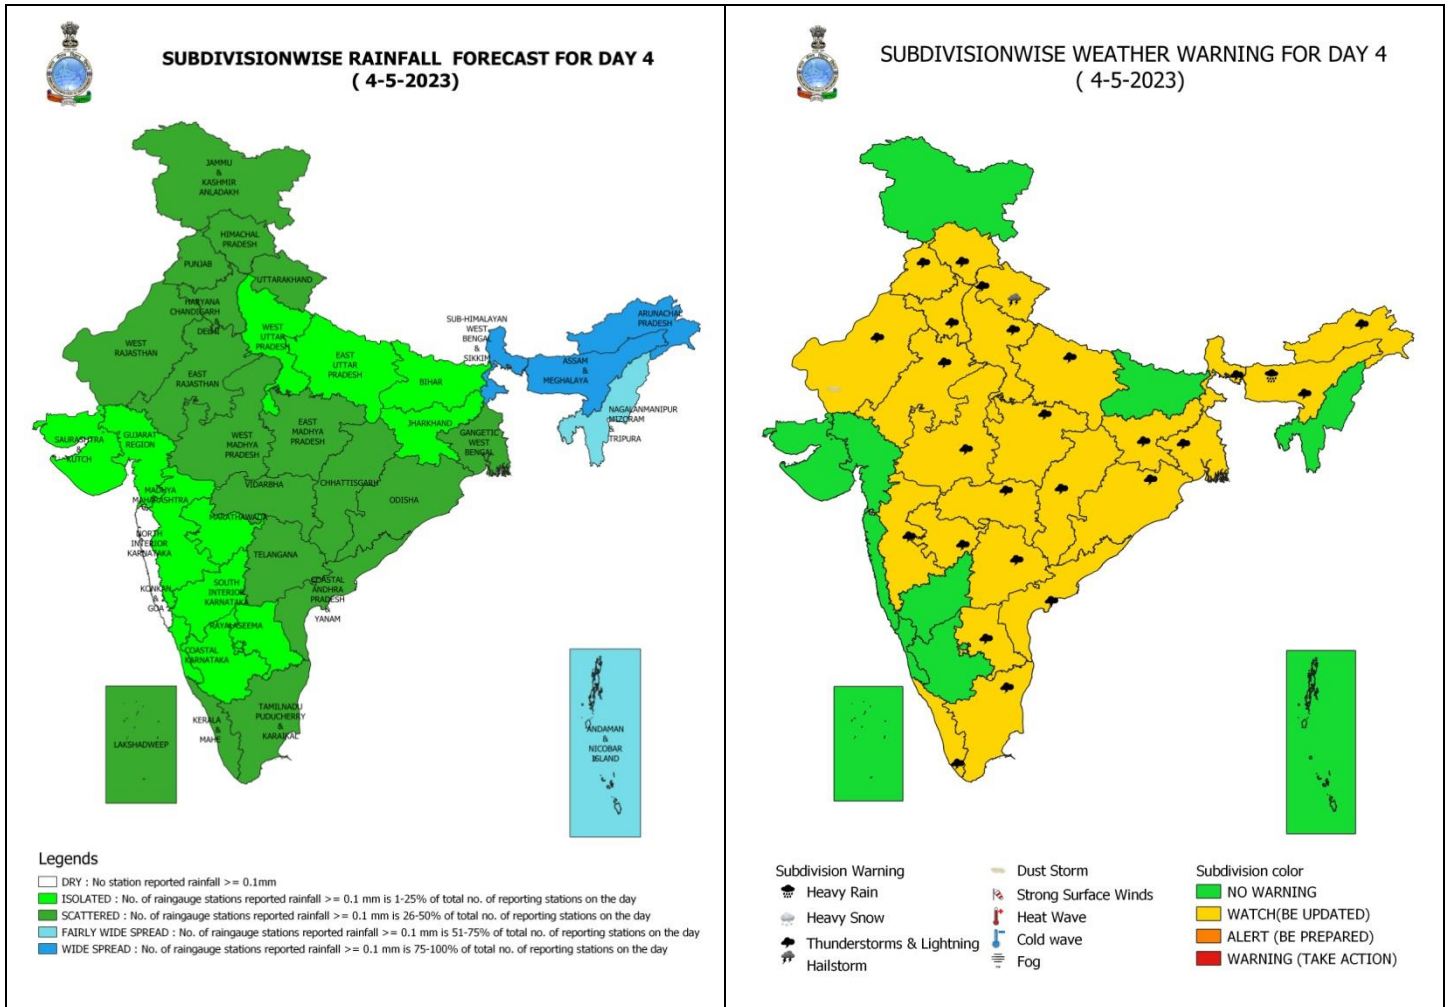 SUBDIVISIONWISE RAINFALL FORECAST FOR DAY 4
( 4-5-2023)
JAMMU
&
KASHMIR
ANLADAKH
HIMACHAL
PRADESH
PUNJAB
UTTARAKHAND
HARYANA
CHANDIGARH
&
DELHI
WEST
UTTAR
PRADESH
WEST
RAJASTHAN
EAST
RAJASTHAN
EAST
UTTAR
PRADESH
BIHAR
SUB-HIMALAYAN
WEST
BENGAL
&
SIKKIM
ARUNACHAL
PRADESH
ASSAM
&
MEGHALAYA
NAGALANMANIPUR
MIZORAM
&
TRIPURA
JHARKHAND
GANGETIC
WEST
BENGAL
SAURASHTRA
&
KUTCH
GUJARAT
REGION
WEST
MADHYA
PRADESH
EAST
MADHYA
PRADESH
VIDARBHA
CHHATTISGARH
ODISHA
MADHYA
MAHARASHTRA
MARATHAWADA
NORTH
INTERIOR
KARNATAKA
TELANGANA
KONKAN
&
GOA
SOUTH
INTERIOR
KARNATAKA
COASTAL
ANDHRA
PRADESH
&
YANAM
RAYALASEEMA
COASTAL
KARNATAKA
KERALA
&
MAHE
TAMILNADU
PUDUCHERRY
&
KARAIKAL
LAKSHADWEEP
ANDAMAN
&
NICOBAR
ISLAND
Legends
DRY : No station reported rainfall >= 0.1mm
ISOLATED : No. of raingauge stations reported rainfall >= 0.1 mm is 1-25% of total no. of reporting stations on the day
SCATTERED : No. of raingauge stations reported rainfall >= 0.1 mm is 26-50% of total no. of reporting stations on the day
FAIRLY WIDE SPREAD : No. of raingauge stations reported rainfall >= 0.1 mm is 51-75% of total no. of reporting stations on the day
WIDE SPREAD : No. of raingauge stations reported rainfall >= 0.1 mm is 75-100% of total no. of reporting stations on the day
SUBDIVISIONWISE WEATHER WARNING FOR DAY 4
( 4-5-2023)
Subdivision Warning
Heavy Rain
Heavy Snow
Thunderstorms & Lightning
Hailstorm
Dust Storm
Strong Surface Winds
Heat Wave
Cold wave
Fog
Subdivision color
NO WARNING
WATCH(BE UPDATED)
ALERT (BE PREPARED)
WARNING (TAKE ACTION)